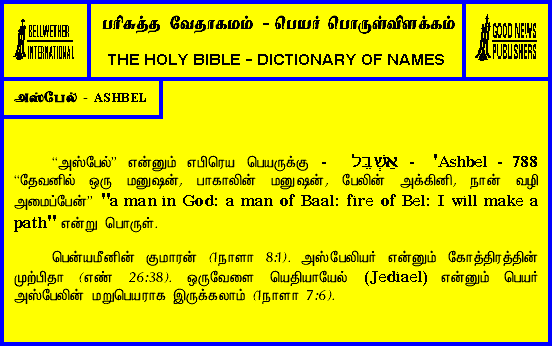 BELLWETHER
INTERNATIONAL
பரிசுத்த வேதாகமம் - பெயர் பொருள்விளக்கம்
THE HOLY BIBLE – DICTIONARY OF NAMES
GOOD NEWS
PUBLISHERS
அஸ்பேல் - ASHBEL
“அஸ்பேல்” என்னும் எபிரெய பெயருக்கு - אַשְׁבֵּל - 'Ashbel - 788
“தேவனில் ஒரு மனுஷன், பாகாலின் மனுஷன், பேலின் அக்கினி, நான் வழி
அமைப்பேன்” "a man in God: a man of Baal: fire of Bel: I will make a
path" என்று பொருள்.
பென்யமீனின் குமாரன் (1நாளா 8:1). அஸ்பேலியர் என்னும் கோத்திரத்தின்
முற்பிதா (எண் 26:38). ஒருவேளை யெதியாயேல் (Jediael) என்னும் பெயர்
அஸ்பேலின் மறுபெயராக இருக்கலாம் (1நாளா 7:6).